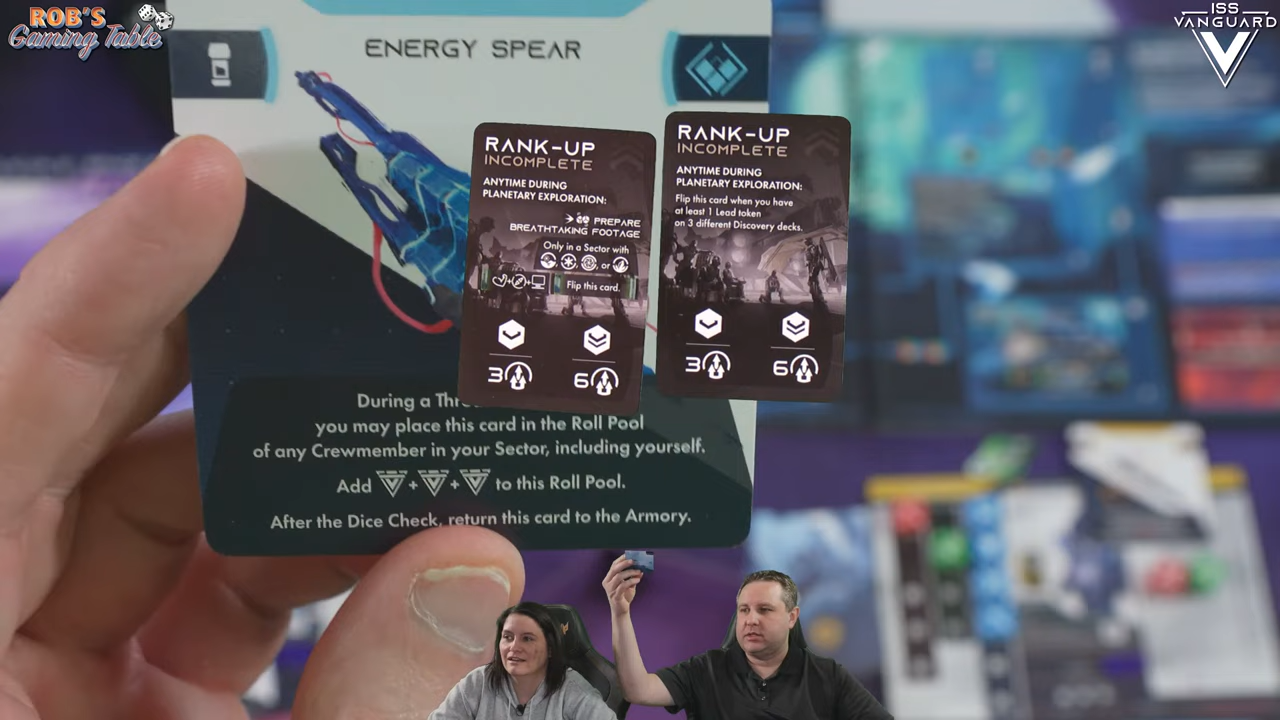 ROB'S
Gaming Table
ISS
VANGUARD
ENERGY SPEAR
RANK-UP
INCOMPLETE
ANYTIME DURING
PLANETARY EXPLORATION:
PREPARE
BREATHTAKING FOOTAGE
Only in a Sector with
, , , or
+ + Flip this card.
3 6
RANK-UP
INCOMPLETE
ANYTIME DURING
PLANETARY EXPLORATION:
Flip this card when you have
at least 1 Lead token
on 3 different Discovery decks.
3 6
During a
you may place this card in the Roll Pool
of any Crewmember in your Sector, including yourself.
Add + + to this Roll Pool.
After the Dice Check, return this card to the Armory.